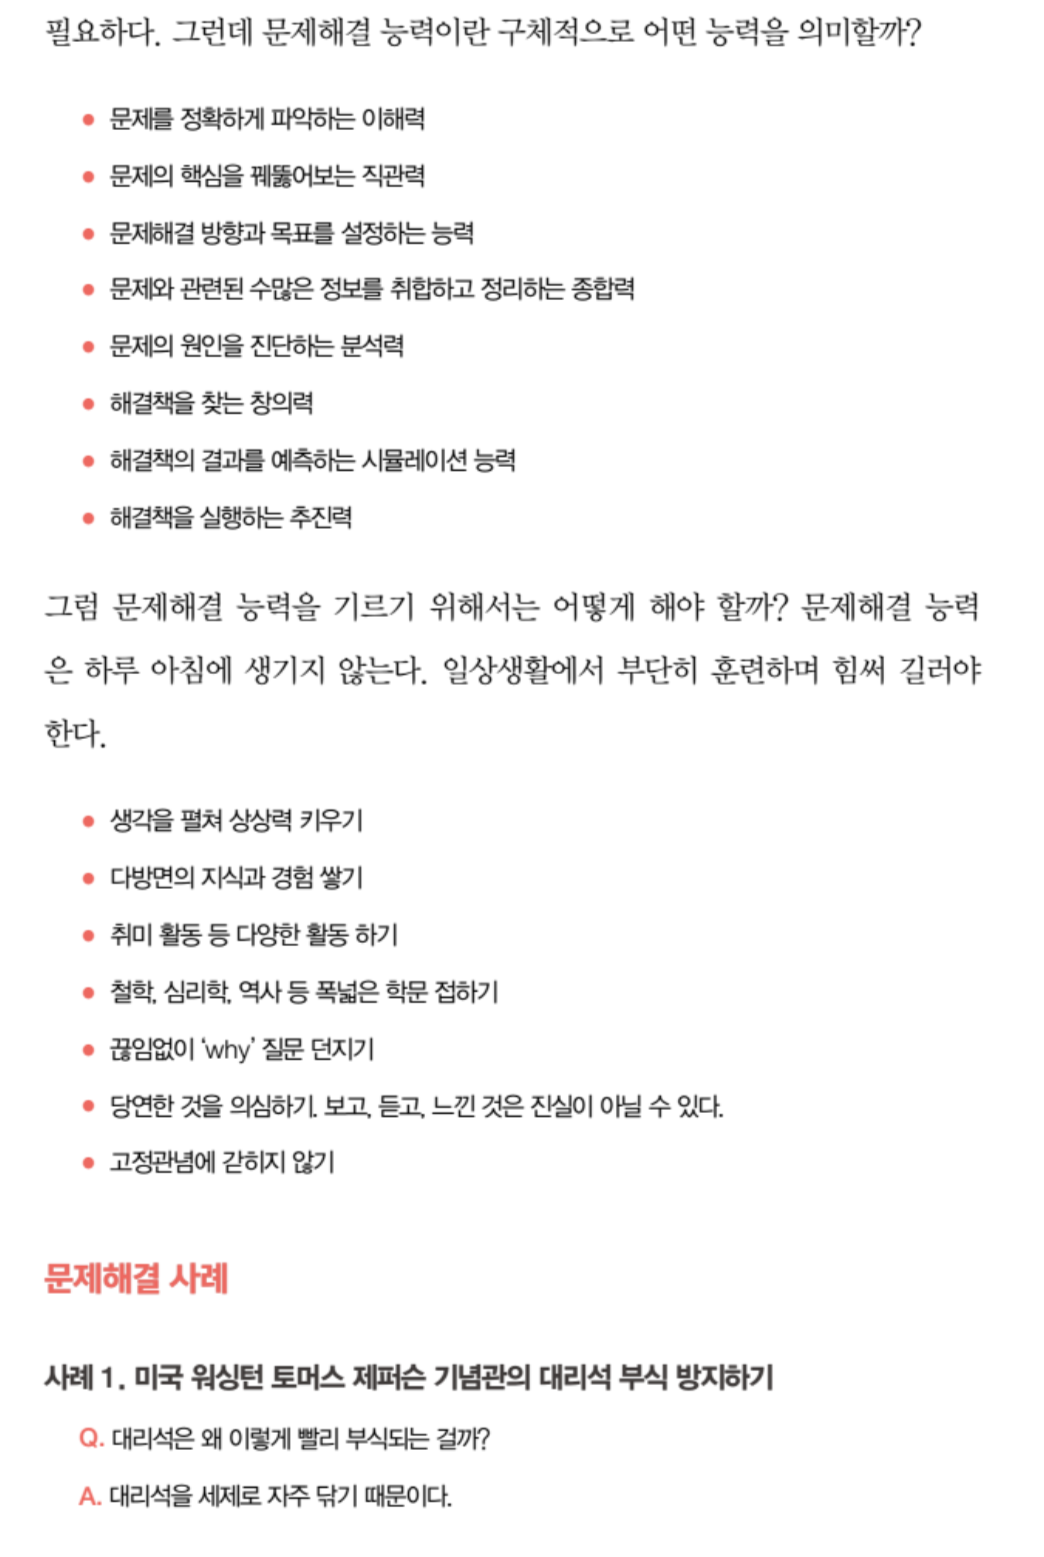 필요하다. 그런데 문제해결 능력이란 구체적으로 어떤 능력을 의미할까?
● 문제를 정확하게 파악하는 이해력
● 문제의 핵심을 꿰뚫어보는 직관력
● 문제해결 방향과 목표를 설정하는 능력
● 문제와 관련된 수많은 정보를 취합하고 정리하는 종합력
● 문제의 원인을 진단하는 분석력
● 해결책을 찾는 창의력
● 해결책의 결과를 예측하는 시뮬레이션 능력
● 해결책을 실행하는 추진력
그럼 문제해결 능력을 기르기 위해서는 어떻게 해야 할까? 문제해결 능력
은 하루 아침에 생기지 않는다. 일상생활에서 부단히 훈련하며 힘써 길러야
한다.
● 생각을 펼쳐 상상력 키우기
● 다방면의 지식과 경험 쌓기
● 취미 활동 등 다양한 활동 하기
● 철학, 심리학, 역사 등 폭넓은 학문 접하기
● 끊임없이 ‘why’ 질문 던지기
● 당연한 것을 의심하기. 보고, 듣고, 느낀 것은 진실이 아닐 수 있다.
● 고정관념에 갇히지 않기
문제해결 사례
사례 1. 미국 워싱턴 토머스 제퍼슨 기념관의 대리석 부식 방지하기
Q. 대리석은 왜 이렇게 빨리 부식되는 걸까?
A. 대리석을 세제로 자주 닦기 때문이다.